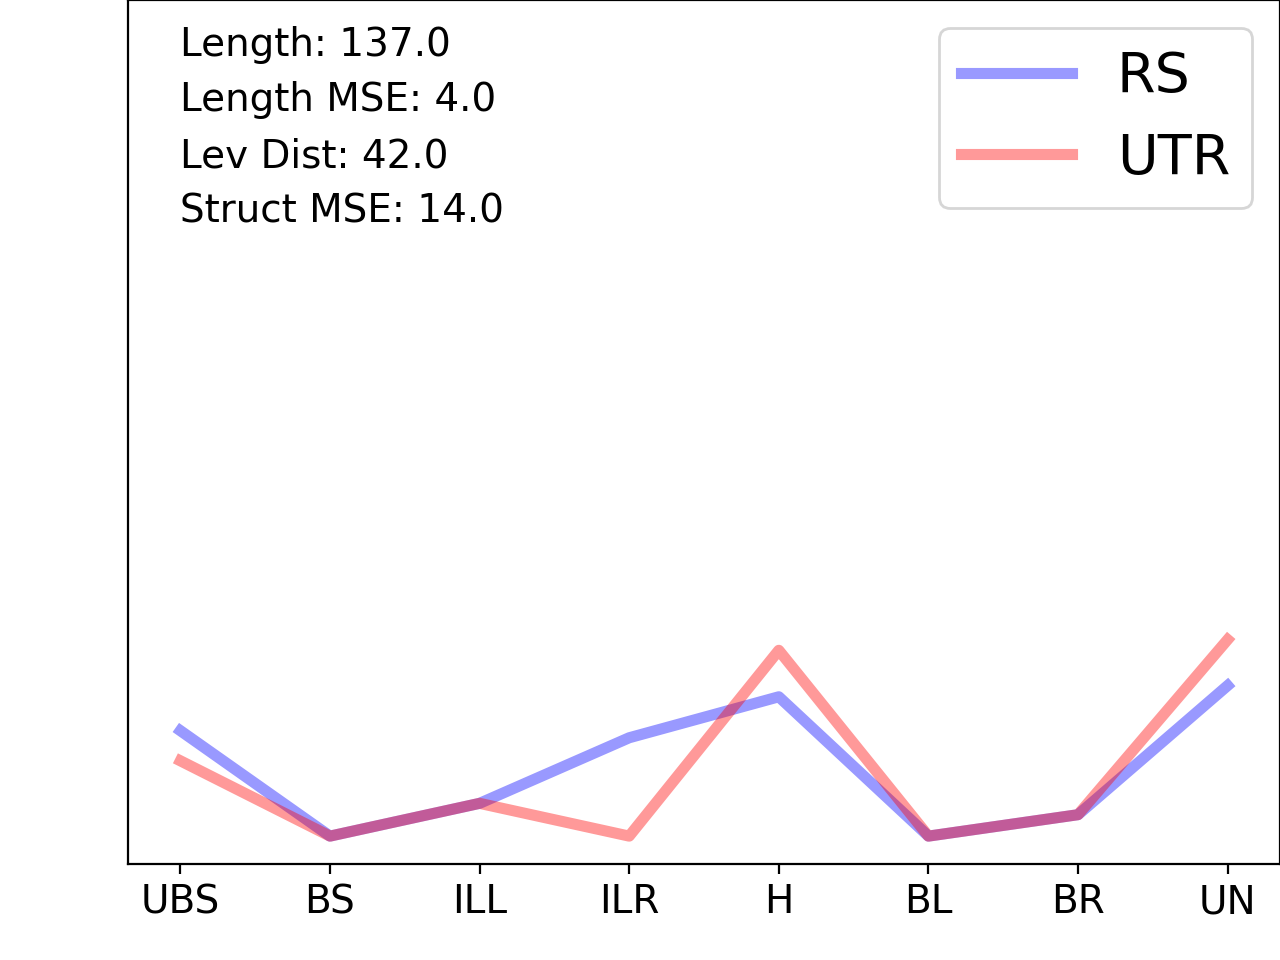 Length: 137.0
Length MSE: 4.0
Lev Dist: 42.0
Struct MSE: 14.0
RS
UTR
UBS BS ILL ILR H BL BR UN